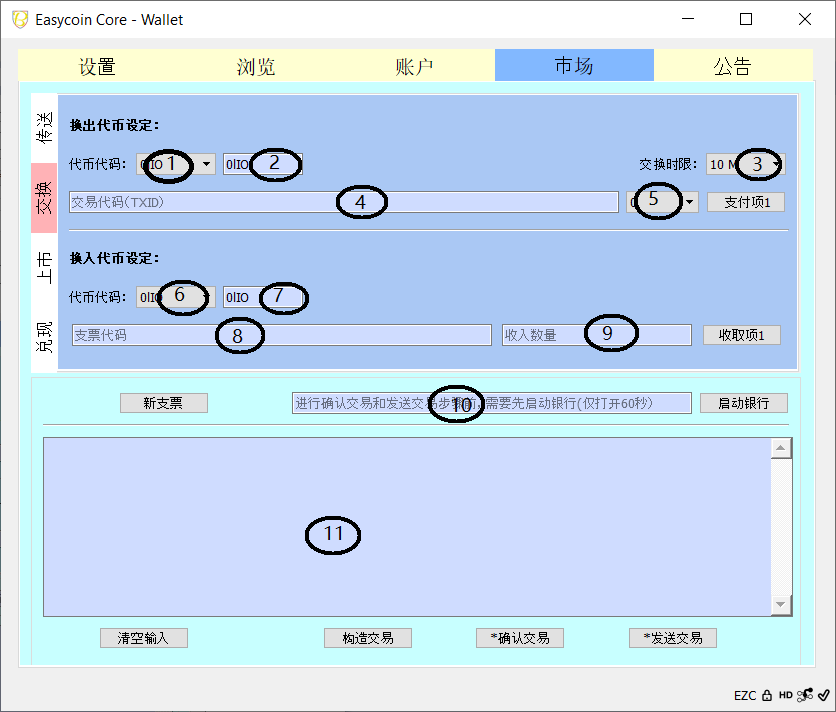 Easycoin Core - Wallet
设置 浏览 账户 市场 公告
传送
交换
上市
兑现
换出代币设定：
代币代码： 0IIO 1 0IIO 2 交换时限： 10 M 3
交易代码(TXID) 4 5 支付项1
换入代币设定：
代币代码： 0IIO 6 0IIO 7
支票代码 8 收入数量 9 收取项1
新支票 进行确认交易和发送交易步骤前，需要先启动银行(仅打开60秒) 10 启动银行
11
清空输入 构造交易 *确认交易 *发送交易
EZC HD